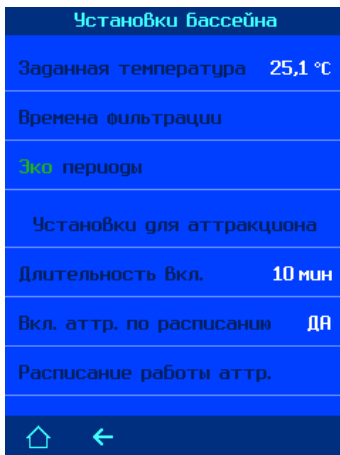 Установки бассейна
Заданная температура 25,1 °C
Времена фильтрации
Эко периоды
Установки для аттракциона
Длительность Вкл. 10 мин
Вкл. аттр. по расписанию ДА
Расписание работы аттр.